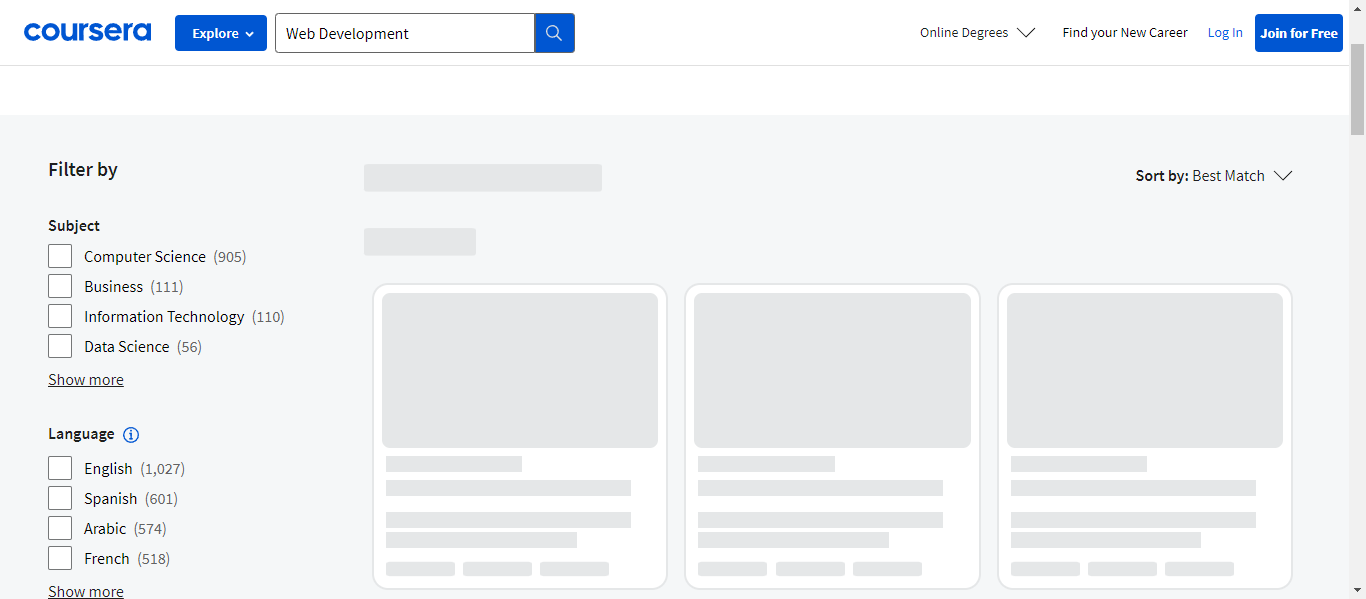 coursera
Explore
Web Development
Online Degrees
Find your New Career
Log In
Join for Free
Filter by
Sort by: Best Match
Subject
Computer Science (905)
Business (111)
Information Technology (110)
Data Science (56)
Show more
Language
English (1,027)
Spanish (601)
Arabic (574)
French (518)
Show more